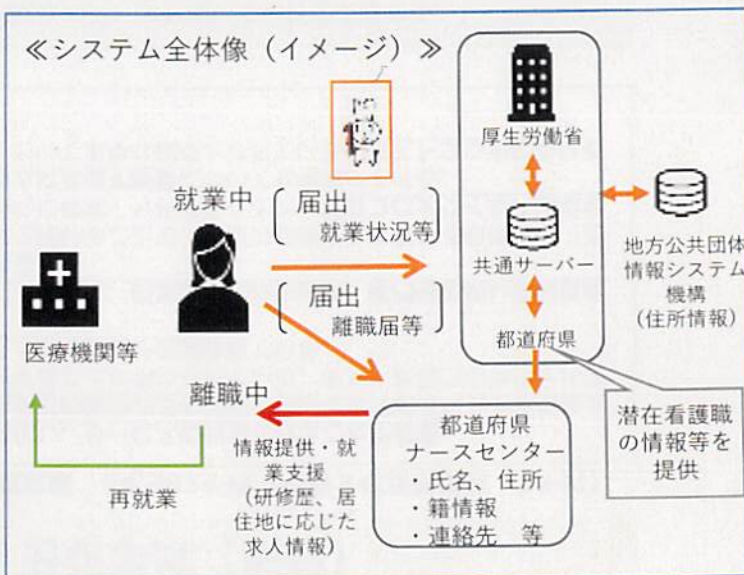 ≪システム全体像（イメージ）≫
厚生労働省
就業中
届出
就業状況等
共通サーバー
地方公共団体
情報システム
機構
（住所情報）
届出
離職届等
医療機関等
都道府県
離職中
潜在看護職
の情報等を
提供
都道府県
ナースセンター
・氏名、住所
・籍情報
・連絡先　等
情報提供・就
業支援
（研修歴、居
住地に応じた
求人情報）
再就業